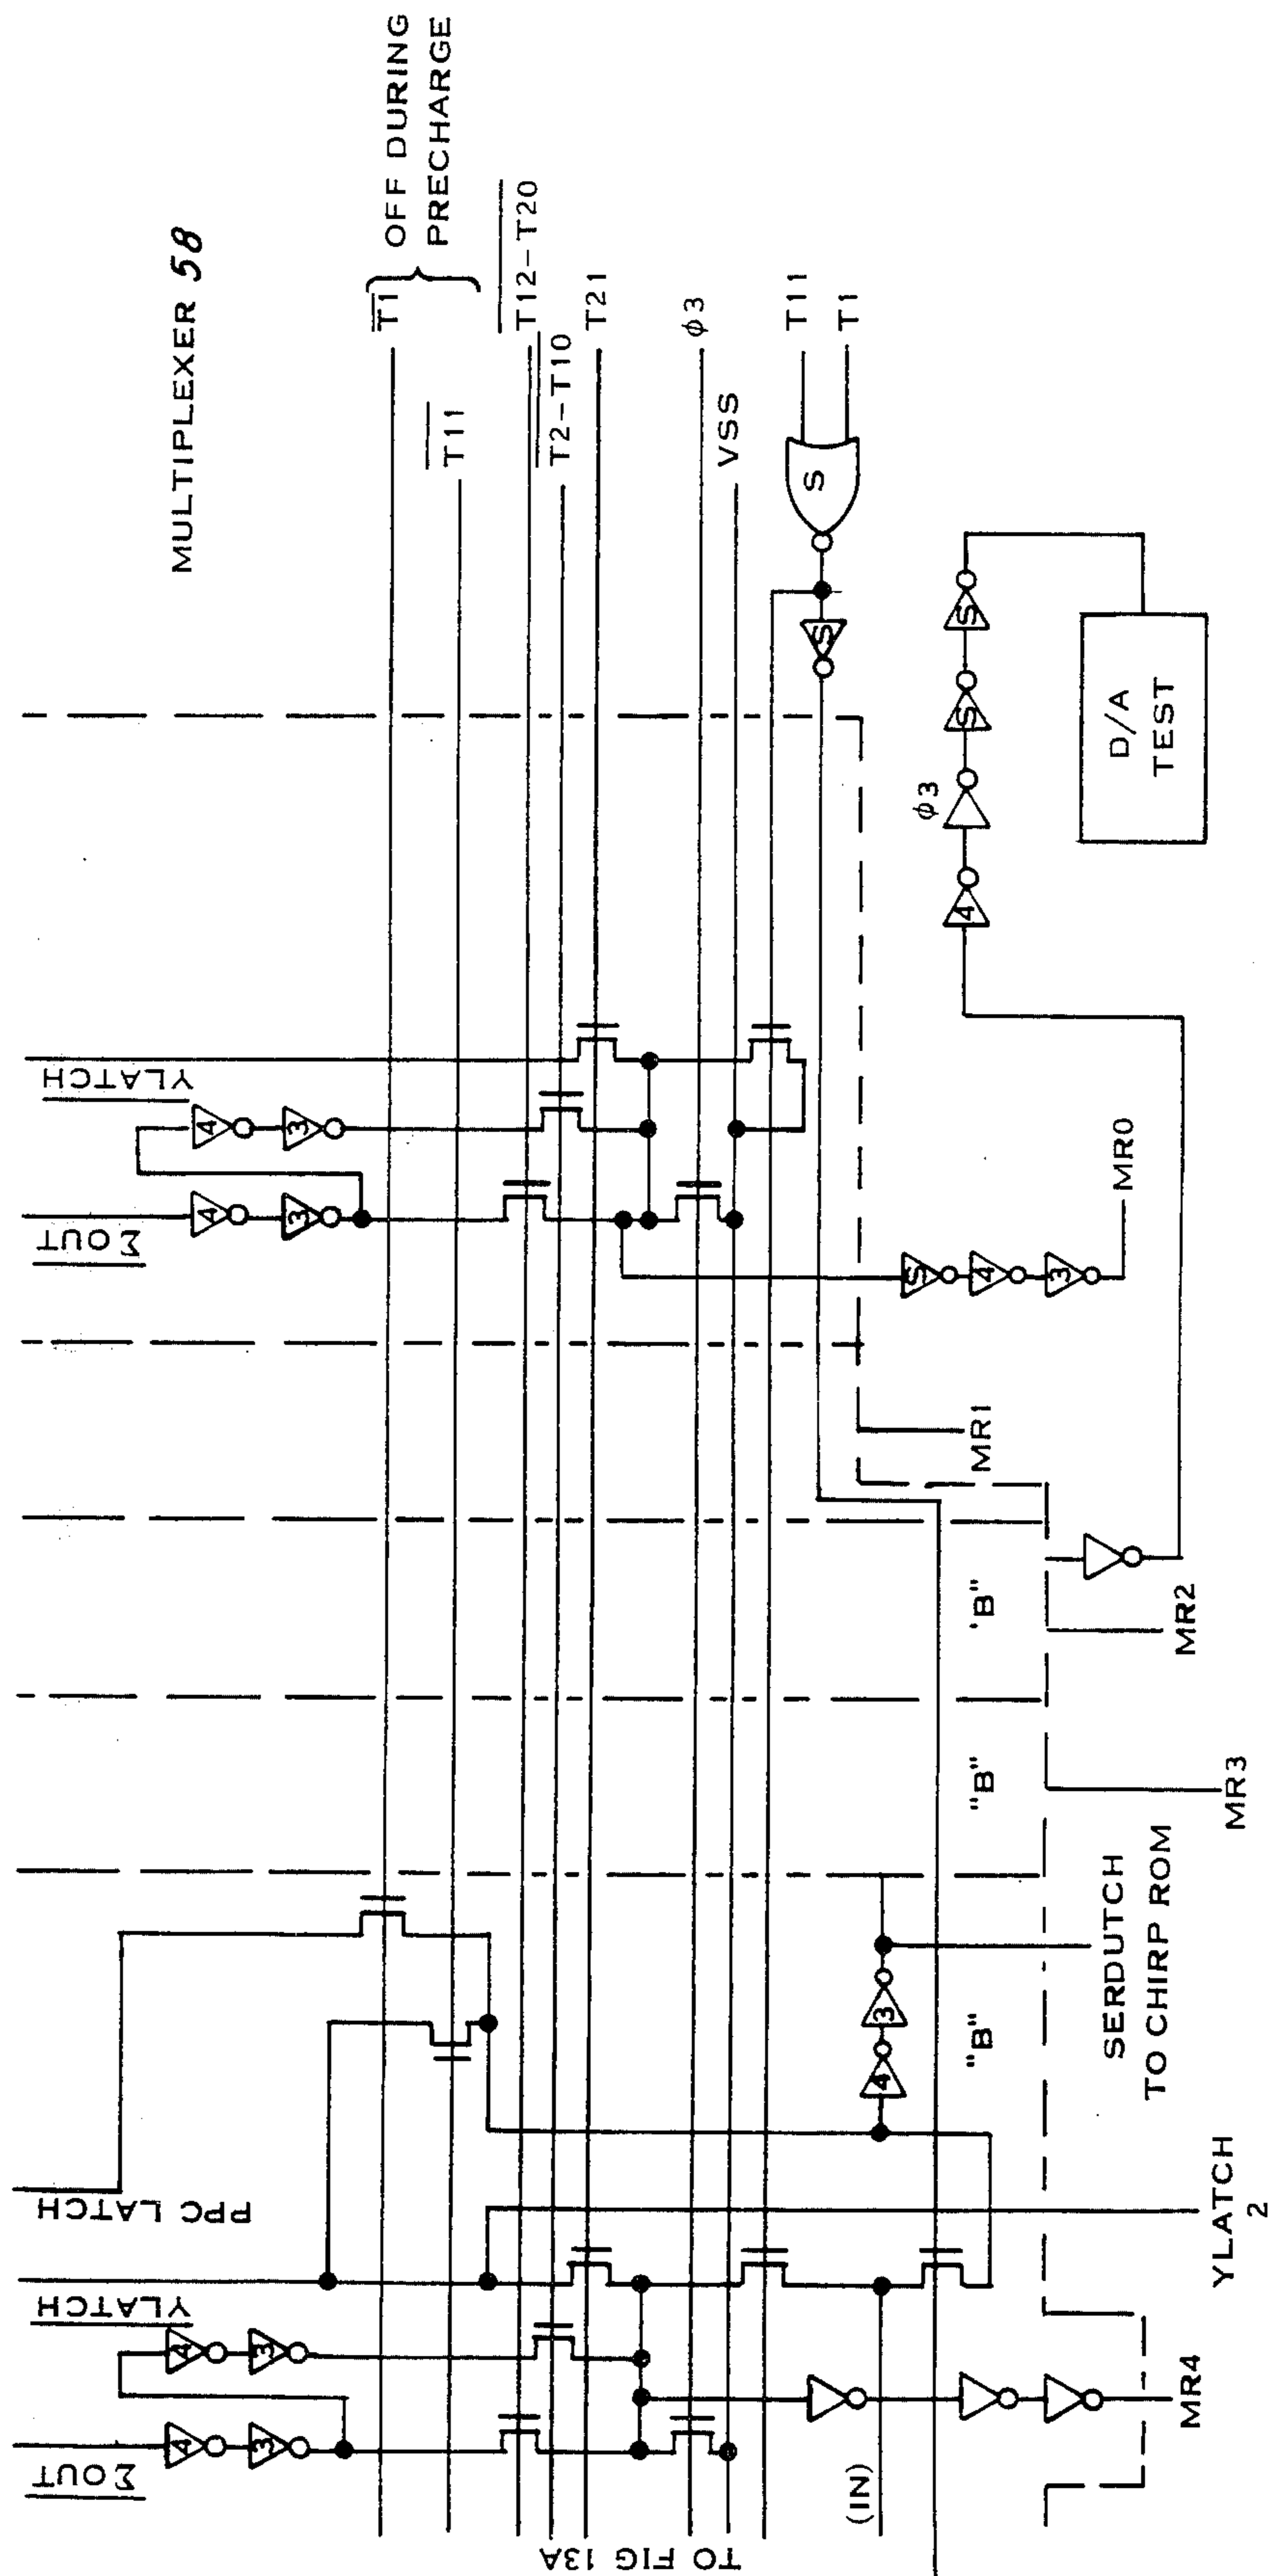 MULTIPLEXER 58
OFF DURING
PRECHARGE
T1
T11
T12-T20
T2-T10
T21
ϕ3
VSS
T11
T1
S
S
YLATCH
4
3
ΣOUT
4
3
S
4
3
MR0
4
ϕ3
S
S
D/A
TEST
MR1
'B"
MR2
"B"
MR3
PPC LATCH
4
3
"B"
SERDUTCH
TO CHIRP ROM
YLATCH
4
3
ΣOUT
4
3
YLATCH
2
(IN)
MR4
TO FIG 13A